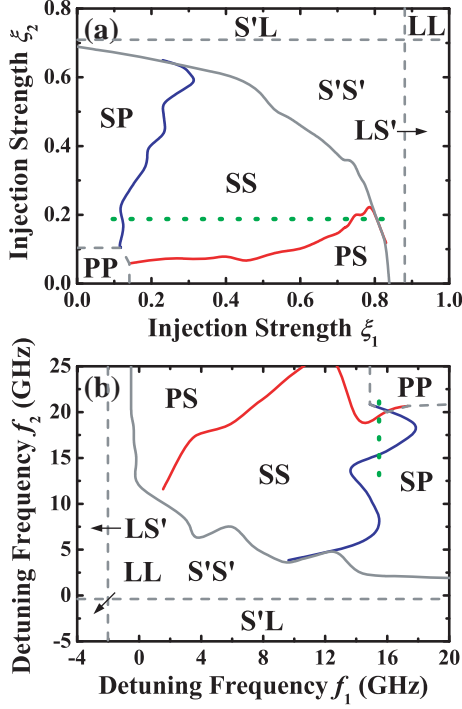 (a)
S'L
LL
0.8
0.6
0.4
0.2
0.0
Injection Strength ξ2
SP
S'S'
LS'
SS
PP
PS
0.0 0.2 0.4 0.6 0.8 1.0
Injection Strength ξ1
(b)
25
20
15
10
5
0
-5
Detuning Frequency f2 (GHz)
PS
PP
SS
SP
LS'
LL
S'S'
S'L
-4 0 4 8 12 16 20
Detuning Frequency f1 (GHz)